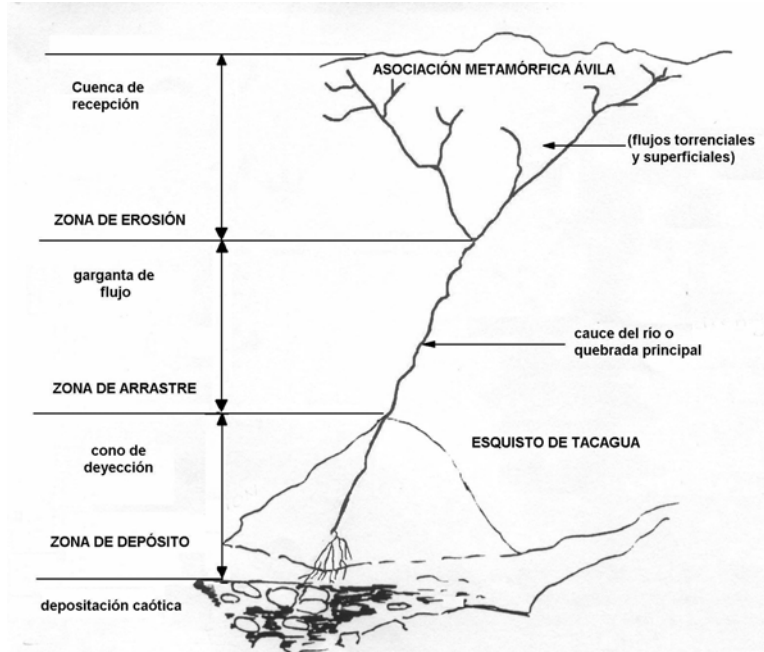 ASOCIACIÓN METAMÓRFICA ÁVILA
Cuenca de
recepción
(flujos torrenciales
y superficiales)
ZONA DE EROSIÓN
garganta de
flujo
cauce del río o
quebrada principal
ZONA DE ARRASTRE
cono de
deyección
ESQUISTO DE TACAGUA
ZONA DE DEPÓSITO
depositación caótica